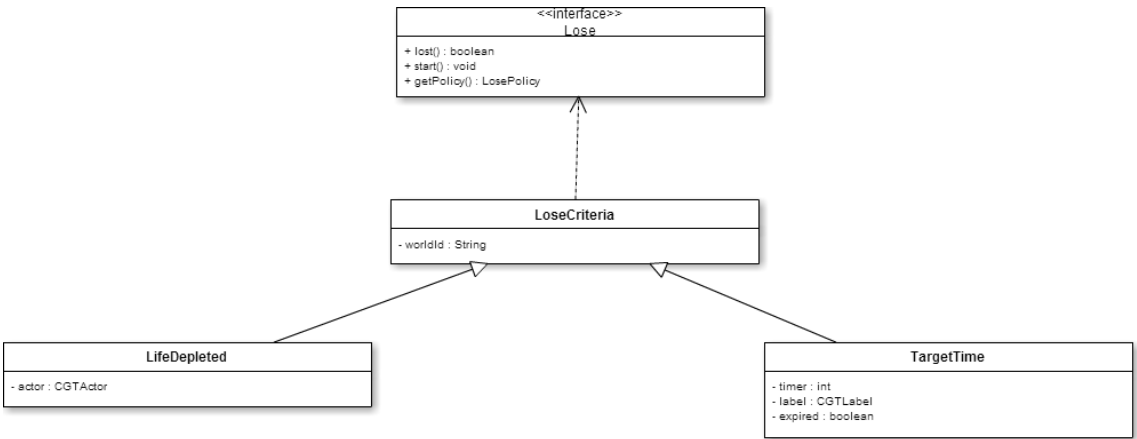 <<interface>>
Lose
+ lost() : boolean
+ start() : void
+ getPolicy() : LosePolicy
LoseCriteria
- worldId : String
LifeDepleted
- actor : CGTActor
TargetTime
- timer : int
- label : CGTLabel
- expired : boolean